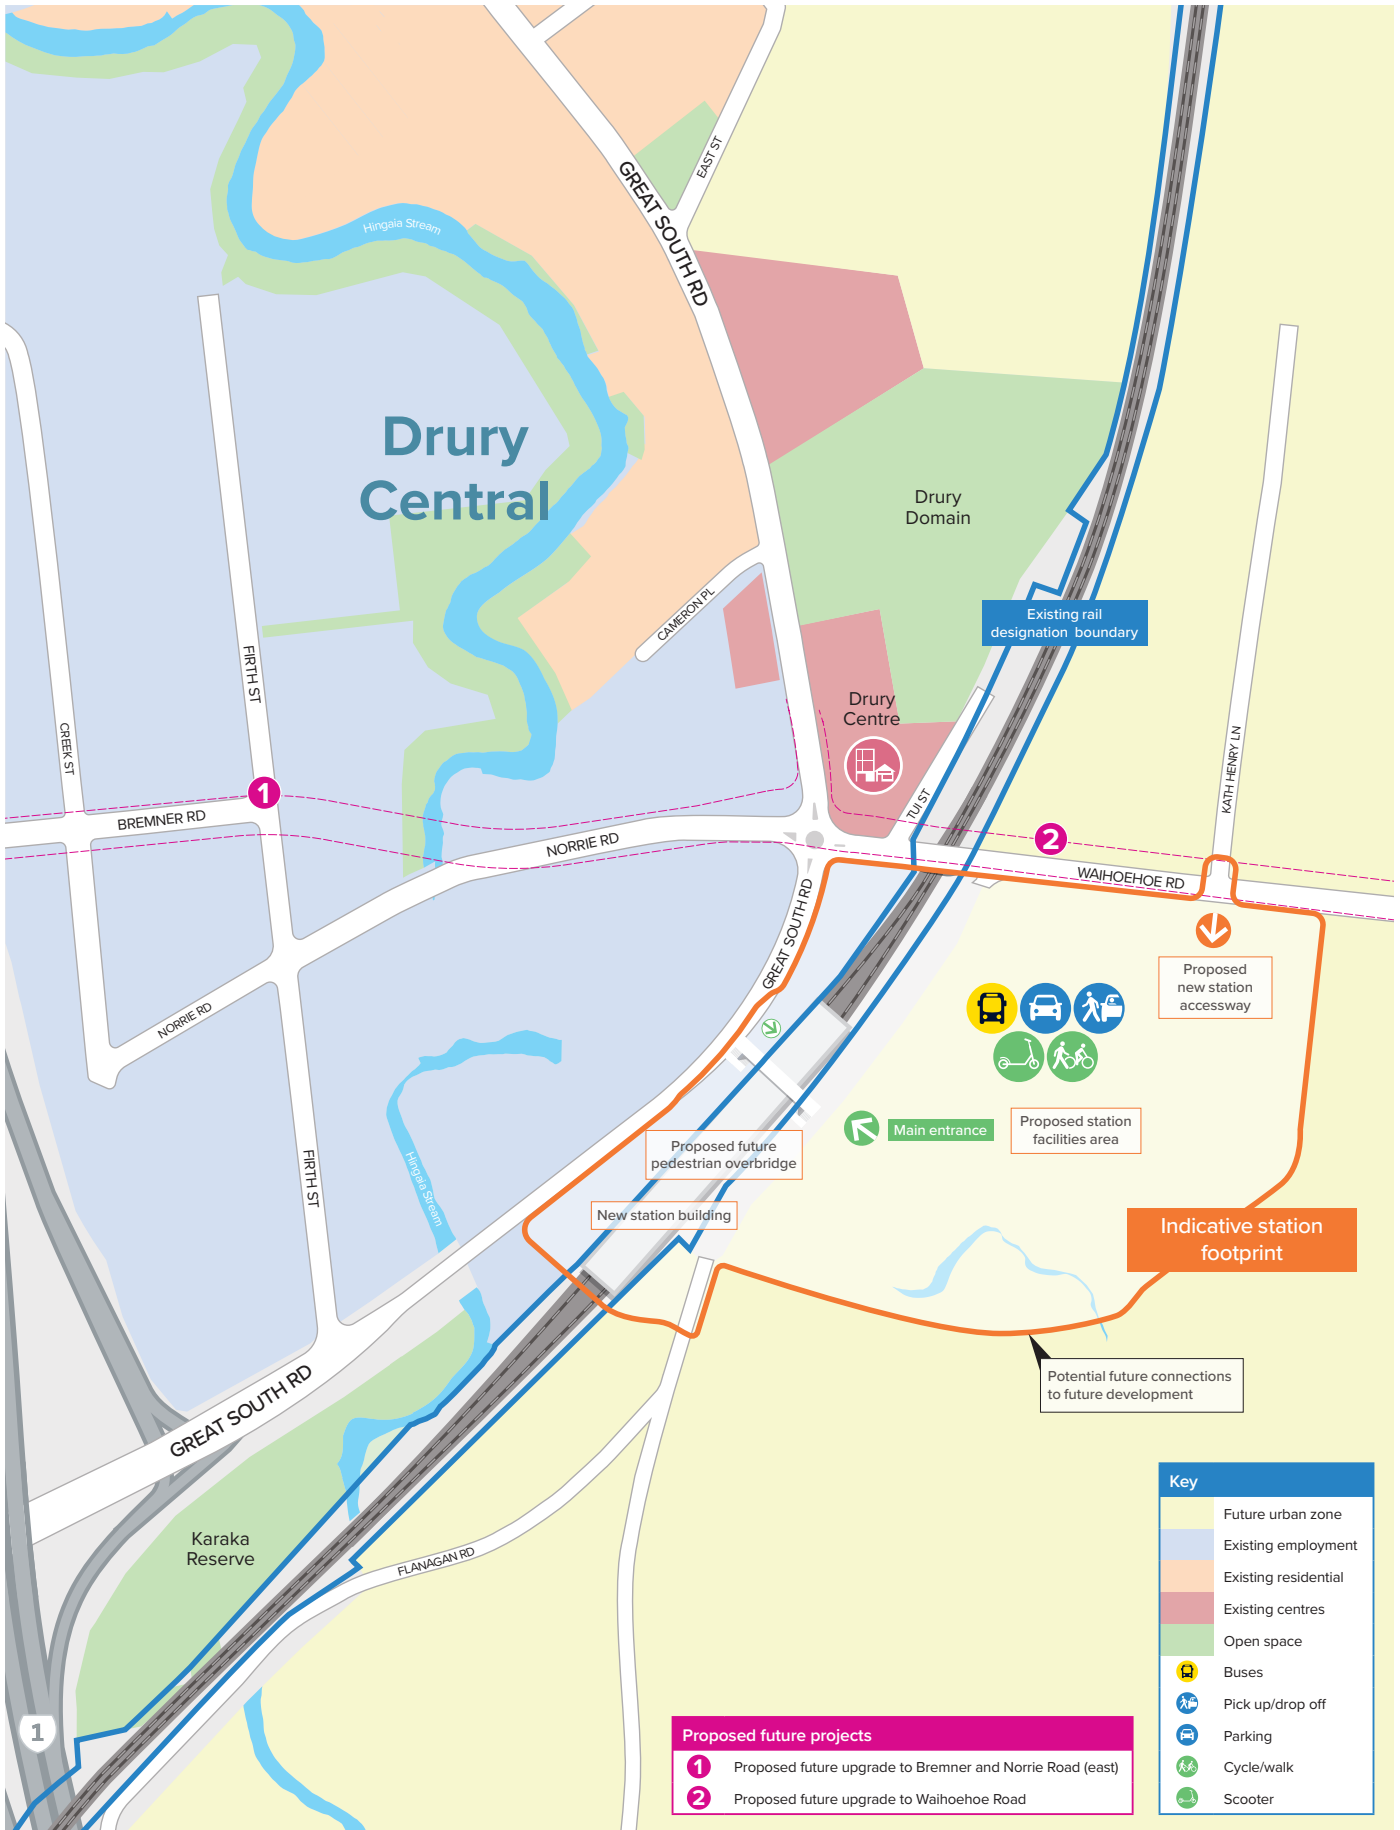 EAST ST
GREAT SOUTH RD
Hingaia Stream
Drury
Central
Drury
Domain
Existing rail
designation boundary
CAMERON PL
FIRTH ST
CREEK ST
Drury
Centre
KATH HENRY LN
TUI ST
1
BREMNER RD
NORRIE RD
2
WAIHOEHOE RD
GREAT SOUTH RD
Proposed
new station
accessway
NORRIE RD
Main entrance
Proposed station
facilities area
Proposed future
pedestrian overbridge
FIRTH ST
Hingaia Stream
New station building
Indicative station
footprint
Potential future connections
to future development
GREAT SOUTH RD
Karaka
Reserve
FLANAGAN RD
1
Key
Future urban zone
Existing employment
Existing residential
Existing centres
Open space
Buses
Pick up/drop off
Parking
Cycle/walk
Scooter
Proposed future projects
1 Proposed future upgrade to Bremner and Norrie Road (east)
2 Proposed future upgrade to Waihoehoe Road